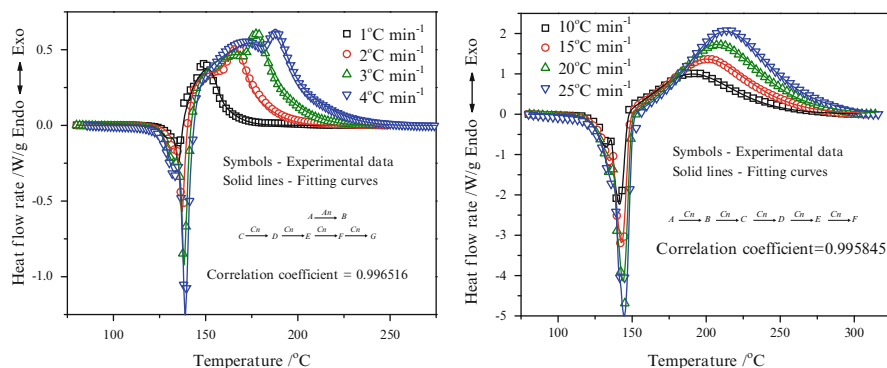 Heat flow rate /W/g Endo ⟷ Exo
0.5
0.0
-0.5
-1.0
1°C min⁻¹
2°C min⁻¹
3°C min⁻¹
4°C min⁻¹
Symbols - Experimental data
Solid lines - Fitting curves
A —An→ B
C —Cn→ D —Cn→ E —Cn→ F —Cn→ G
Correlation coefficient = 0.996516
100 150 200 250
Temperature /°C
Heat flow rate /W/g Endo ⟷ Exo
2
1
0
-1
-2
-3
-4
-5
10°C min⁻¹
15°C min⁻¹
20°C min⁻¹
25°C min⁻¹
Symbols - Experimental data
Solid lines - Fitting curves
A —Cn→ B —Cn→ C —Cn→ D —Cn→ E —Cn→ F
Correlation coefficient=0.995845
100 150 200 250 300
Temperature /°C